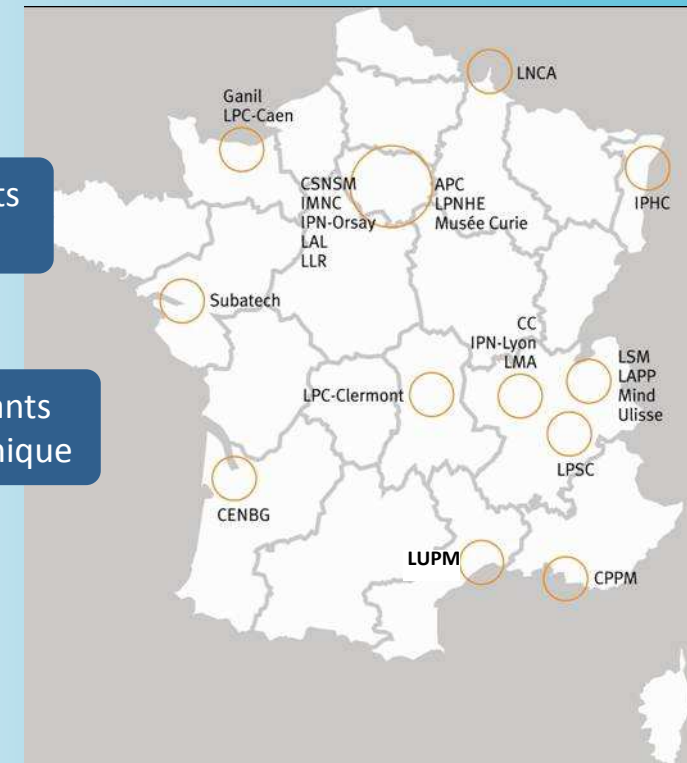 LNCA
Ganil
LPC-Caen
ts
CSNSM
IMNC
IPN-Orsay
LAL
LLR
APC
LPNHE
Musée Curie
IPHC
Subatech
CC
IPN-Lyon
LMA
LSM
LAPP
Mind
Ulisse
LPC-Clermont
ants
nique
LPSC
CENBG
LUPM
CPPM